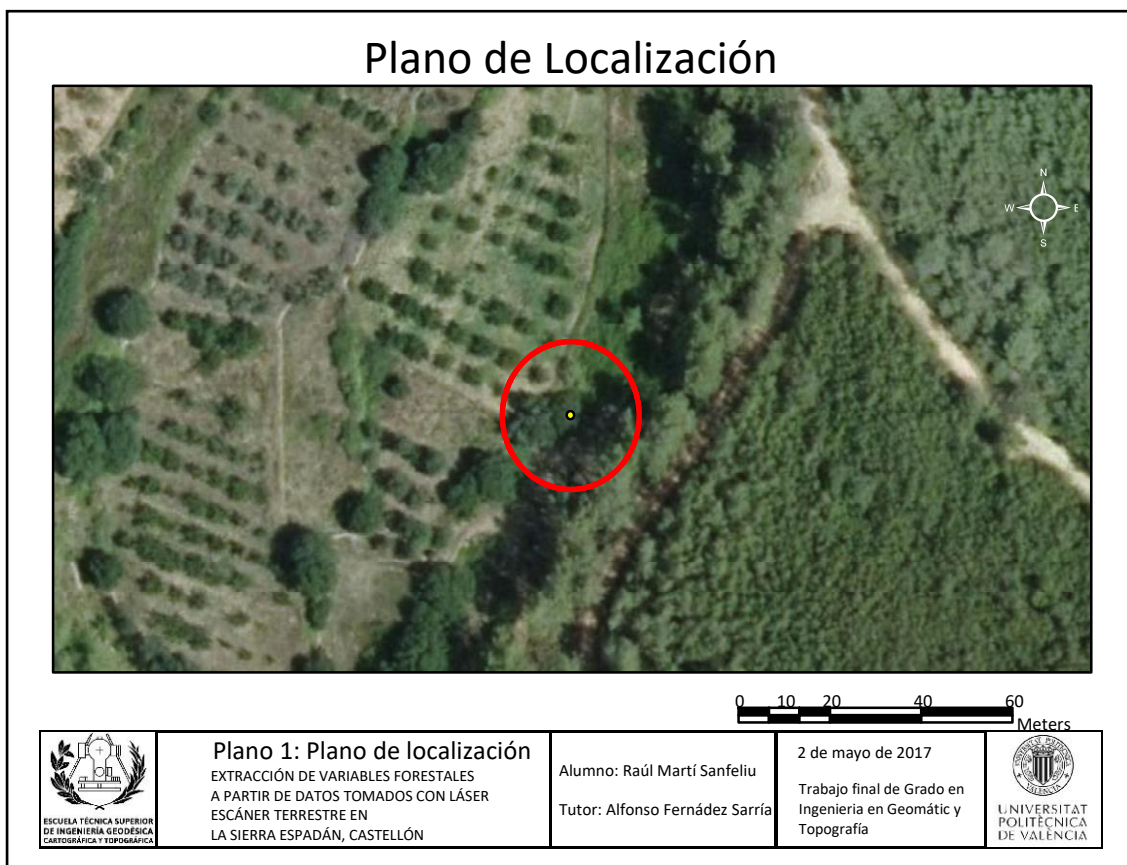 Plano de Localización
N
W
E
S
0 10 20 40 60
Meters
ESCUELA TÉCNICA SUPERIOR
DE INGENIERÍA GEODÉSICA
CARTOGRÁFICA Y TOPOGRÁFICA
Plano 1: Plano de localización
EXTRACCIÓN DE VARIABLES FORESTALES
A PARTIR DE DATOS TOMADOS CON LÁSER
ESCÁNER TERRESTRE EN
LA SIERRA ESPADÁN, CASTELLÓN
Alumno: Raúl Martí Sanfeliu
Tutor: Alfonso Fernádez Sarría
2 de mayo de 2017
Trabajo final de Grado en
Ingenieria en Geomátic y
Topografía
UNIVERSITAT
POLITÈCNICA
DE VALÈNCIA